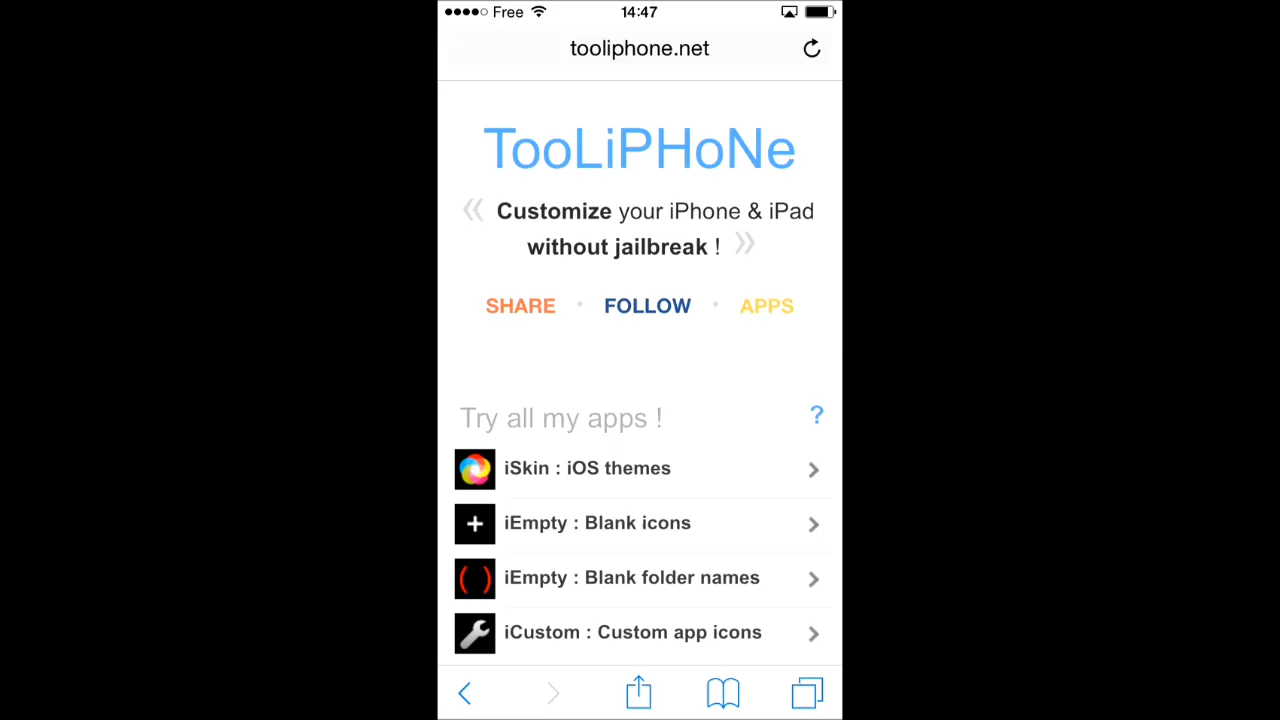 Free 14:47
tooliphone.net
TooLiPHoNe
« Customize your iPhone & iPad
without jailbreak ! »
SHARE • FOLLOW • APPS
Try all my apps ! ?
iSkin : iOS themes
iEmpty : Blank icons
iEmpty : Blank folder names
iCustom : Custom app icons